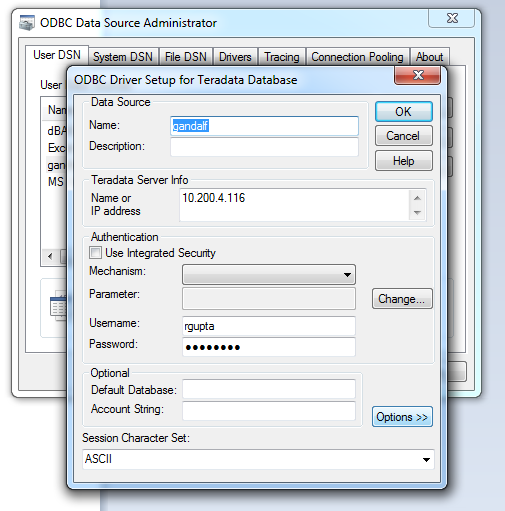 ODBC Data Source Administrator
User DSN System DSN File DSN Drivers Tracing Connection Pooling About
User
ODBC Driver Setup for Teradata Database
Data Source
Name: gandalf
Description:
OK
Cancel
Help
dBA
Exc
gan
MS
Teradata Server Info
Name or
IP address
10.200.4.116
Authentication
Use Integrated Security
Mechanism:
Parameter:
Change...
Username: rgupta
Password: ●●●●●●●●
Optional
Default Database:
Account String:
Options >>
Session Character Set:
ASCII